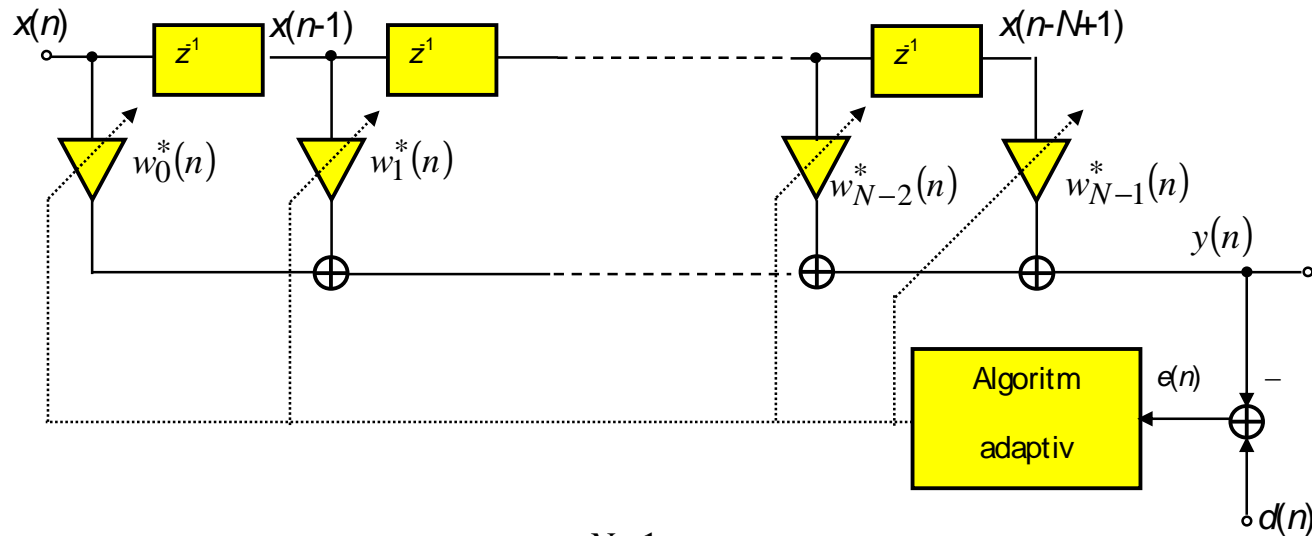 x(n) x(n-1) x(n-N+1)
z⁻¹ z⁻¹ z⁻¹
w₀*(n) w₁*(n) w*_{N−2}(n) w*_{N−1}(n)
y(n)
Algoritm e(n) −
adaptiv
d(n)